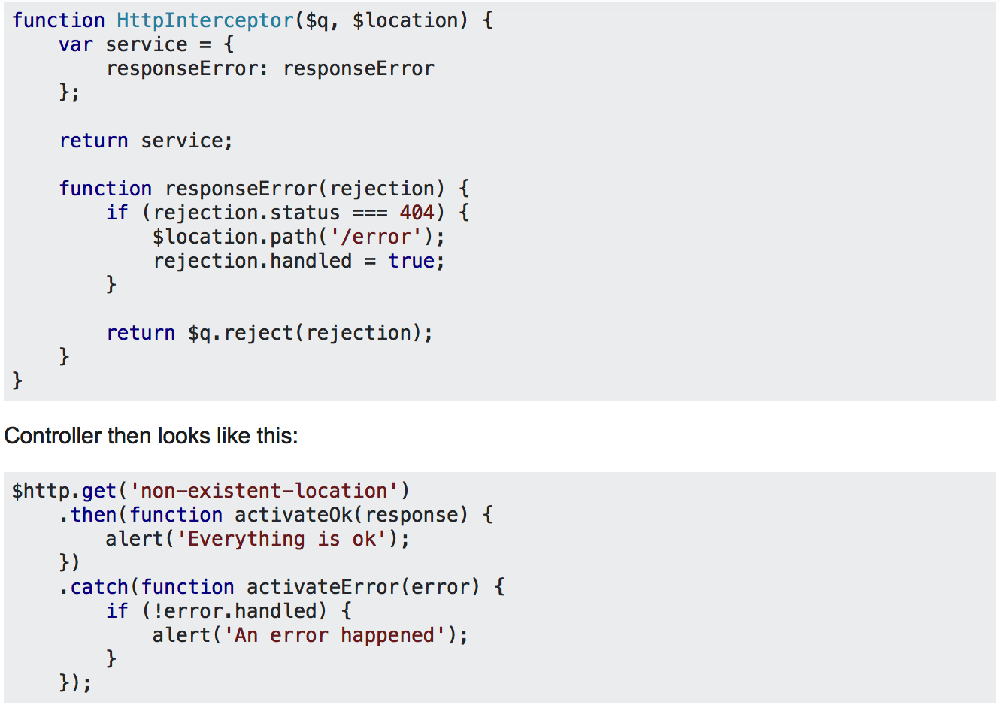 function HttpInterceptor($q, $location) {
    var service = {
        responseError: responseError
    };

    return service;

    function responseError(rejection) {
        if (rejection.status === 404) {
            $location.path('/error');
            rejection.handled = true;
        }

        return $q.reject(rejection);
    }
}
Controller then looks like this:
$http.get('non-existent-location')
    .then(function activateOk(response) {
        alert('Everything is ok');
    })
    .catch(function activateError(error) {
        if (!error.handled) {
            alert('An error happened');
        }
    });